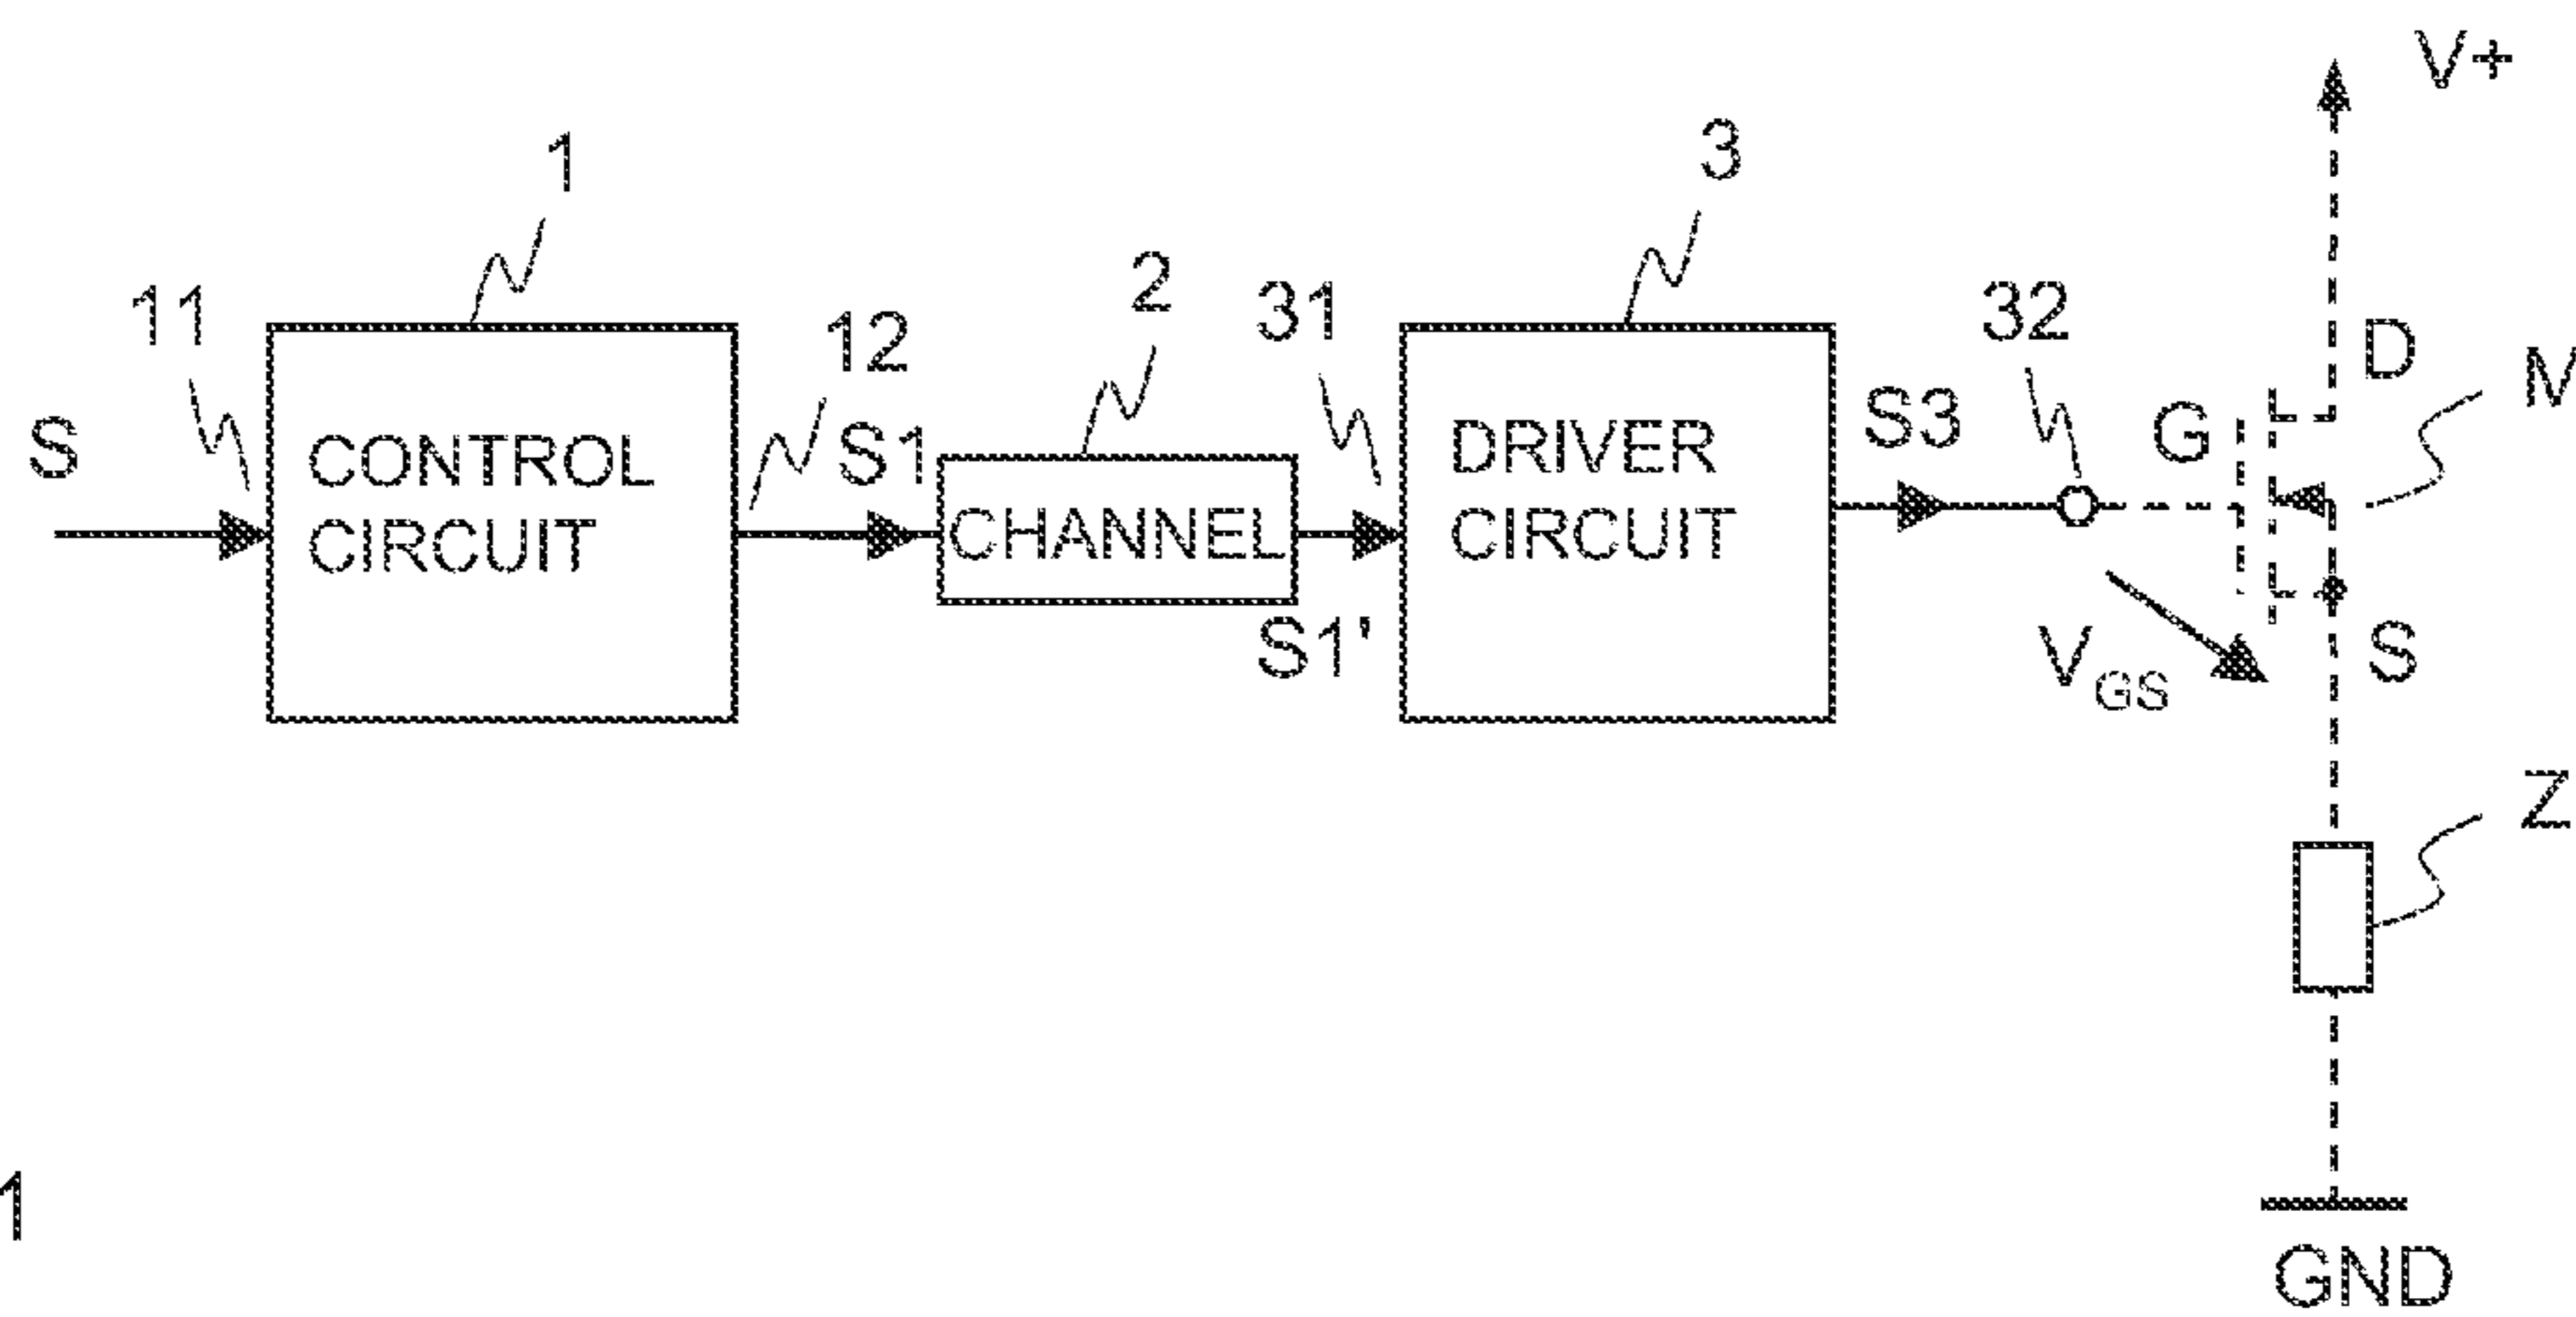 V+
1
3
2
11
12
31
32
D
M
S
S1
S3
G
CONTROL
CIRCUIT
CHANNEL
DRIVER
CIRCUIT
S1'
VGS
S
Z
1
GND